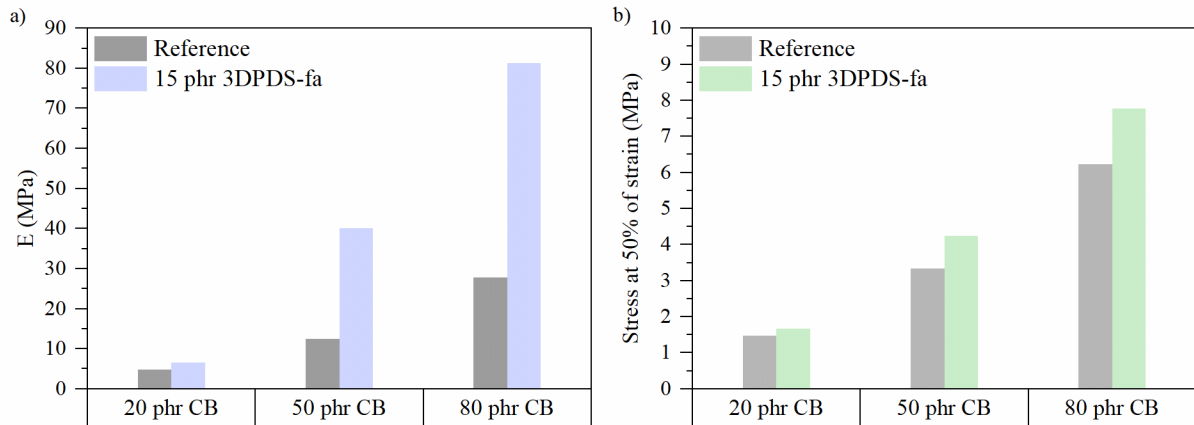 a)
E (MPa)
90
80
70
60
50
40
30
20
10
0
Reference
15 phr 3DPDS-fa
20 phr CB
50 phr CB
80 phr CB
b)
Stress at 50% of strain (MPa)
10
9
8
7
6
5
4
3
2
1
0
Reference
15 phr 3DPDS-fa
20 phr CB
50 phr CB
80 phr CB